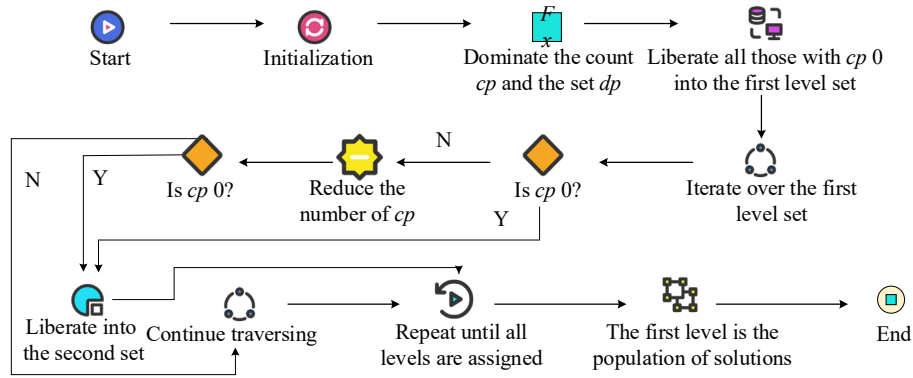 Start
Initialization
F
x
Dominate the count
cp and the set dp
Liberate all those with cp 0
into the first level set
N
Y
Is cp 0?
Reduce the
number of cp
N
Is cp 0?
Y
Iterate over the first
level set
Liberate into
the second set
Continue traversing
Repeat until all
levels are assigned
The first level is the
population of solutions
End